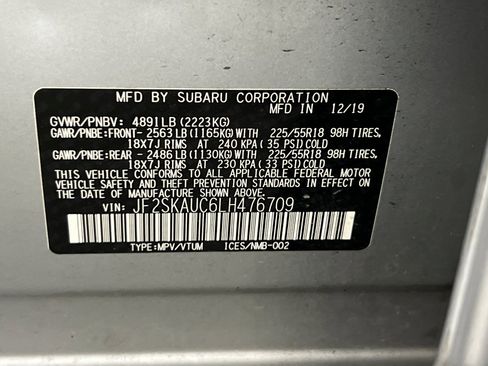 MFD BY SUBARU CORPORATION
MFD IN 12/19
GVWR/PNBV: 4891LB(2223KG)
GAWR/PNBE:FRONT- 2563LB(1165KG)WITH 225/55R18 98H TIRES,
18X7J RIMS AT 240 KPA(35 PSI)COLD
GAWR/PNBE:REAR - 2486LB(1130KG)WITH 225/55R18 98H TIRES,
18X7J RIMS AT 230 KPA(33 PSI)COLD
THIS VEHICLE CONFORMS TO ALL APPLICABLE FEDERAL MOTOR
VEHICLE SAFETY AND THEFT PREVENTION STANDARDS IN EFFECT
ON THE DATE OF MANUFACTURE SHOWN ABOVE.
VIN: JF2SKAUC6LH476709
TYPE:MPV/VTUM ICES/NMB-002